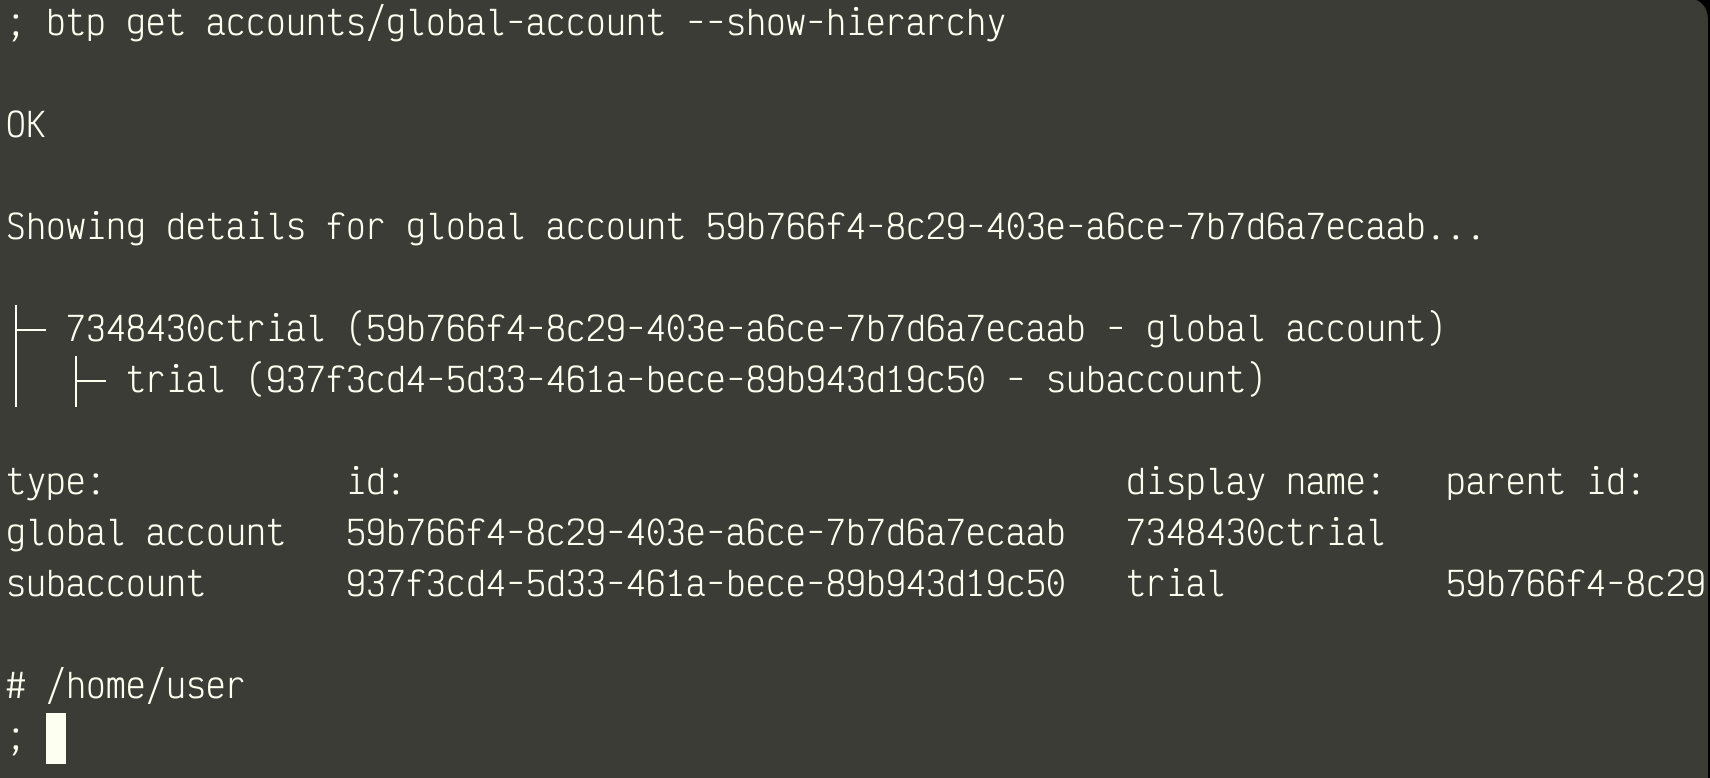 ; btp get accounts/global-account --show-hierarchy
OK
Showing details for global account 59b766f4-8c29-403e-a6ce-7b7d6a7ecaab...
├─ 7348430ctrial (59b766f4-8c29-403e-a6ce-7b7d6a7ecaab - global account)
│  ├─ trial (937f3cd4-5d33-461a-bece-89b943d19c50 - subaccount)
type:            id:                                    display name:   parent id:
global account   59b766f4-8c29-403e-a6ce-7b7d6a7ecaab   7348430ctrial
subaccount       937f3cd4-5d33-461a-bece-89b943d19c50   trial           59b766f4-8c29
# /home/user
;